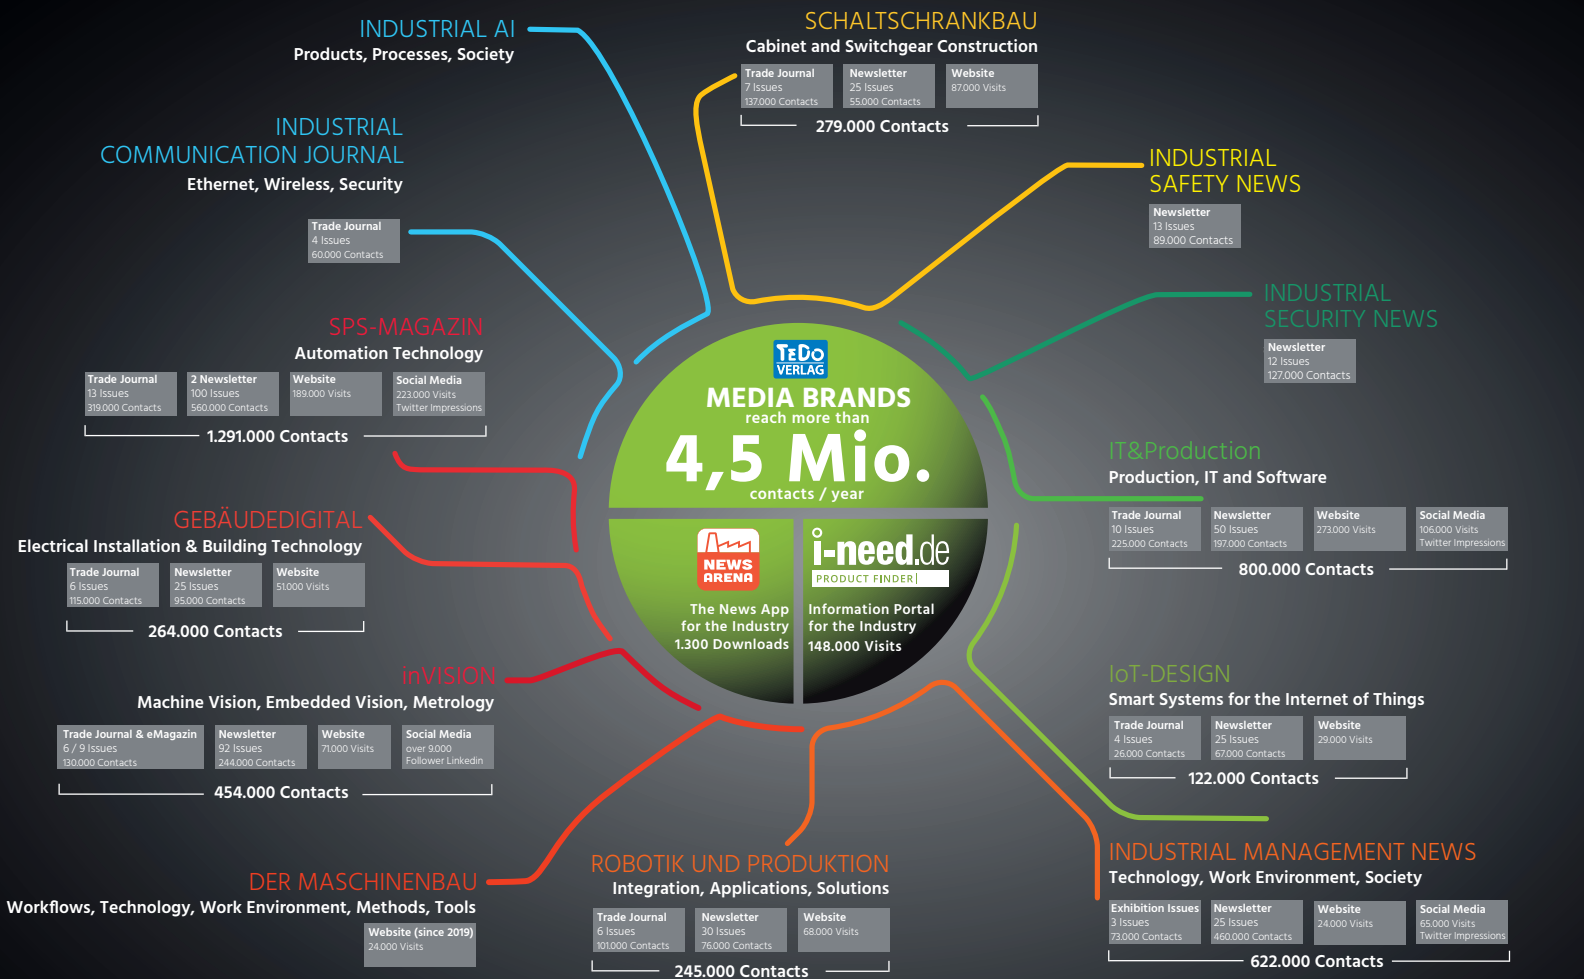 INDUSTRIAL AI
Products, Processes, Society
INDUSTRIAL
COMMUNICATION JOURNAL
Ethernet, Wireless, Security
Trade Journal
4 Issues
60.000 Contacts
SPS-MAGAZIN
Automation Technology
Trade Journal
13 Issues
319.000 Contacts
2 Newsletter
100 Issues
560.000 Contacts
Website
189.000 Visits
Social Media
223.000 Visits
Twitter Impressions
1.291.000 Contacts
GEBÄUDEDIGITAL
Electrical Installation & Building Technology
Trade Journal
6 Issues
115.000 Contacts
Newsletter
25 Issues
95.000 Contacts
Website
51.000 Visits
264.000 Contacts
inVISION
Machine Vision, Embedded Vision, Metrology
Trade Journal & eMagazin
6 / 9 Issues
130.000 Contacts
Newsletter
92 Issues
244.000 Contacts
Website
71.000 Visits
Social Media
over 9.000
Follower Linkedin
454.000 Contacts
DER MASCHINENBAU
Workflows, Technology, Work Environment, Methods, Tools
Website (since 2019)
24.000 Visits
SCHALTSCHRANKBAU
Cabinet and Switchgear Construction
Trade Journal
7 Issues
137.000 Contacts
Newsletter
25 Issues
55.000 Contacts
Website
87.000 Visits
279.000 Contacts
TeDo
VERLAG
MEDIA BRANDS
reach more than
4,5 Mio.
contacts / year
NEWS
ARENA
The News App
for the Industry
1.300 Downloads
i-need.de
PRODUCT FINDER
Information Portal
for the Industry
148.000 Visits
ROBOTIK UND PRODUKTION
Integration, Applications, Solutions
Trade Journal
6 Issues
101.000 Contacts
Newsletter
30 Issues
76.000 Contacts
Website
68.000 Visits
245.000 Contacts
INDUSTRIAL
SAFETY NEWS
Newsletter
13 Issues
89.000 Contacts
INDUSTRIAL
SECURITY NEWS
Newsletter
12 Issues
127.000 Contacts
IT&Production
Production, IT and Software
Trade Journal
10 Issues
225.000 Contacts
Newsletter
50 Issues
197.000 Contacts
Website
273.000 Visits
Social Media
106.000 Visits
Twitter Impressions
800.000 Contacts
IoT-DESIGN
Smart Systems for the Internet of Things
Trade Journal
4 Issues
26.000 Contacts
Newsletter
25 Issues
67.000 Contacts
Website
29.000 Visits
122.000 Contacts
INDUSTRIAL MANAGEMENT NEWS
Technology, Work Environment, Society
Exhibition Issues
3 Issues
73.000 Contacts
Newsletter
25 Issues
460.000 Contacts
Website
24.000 Visits
Social Media
65.000 Visits
Twitter Impressions
622.000 Contacts